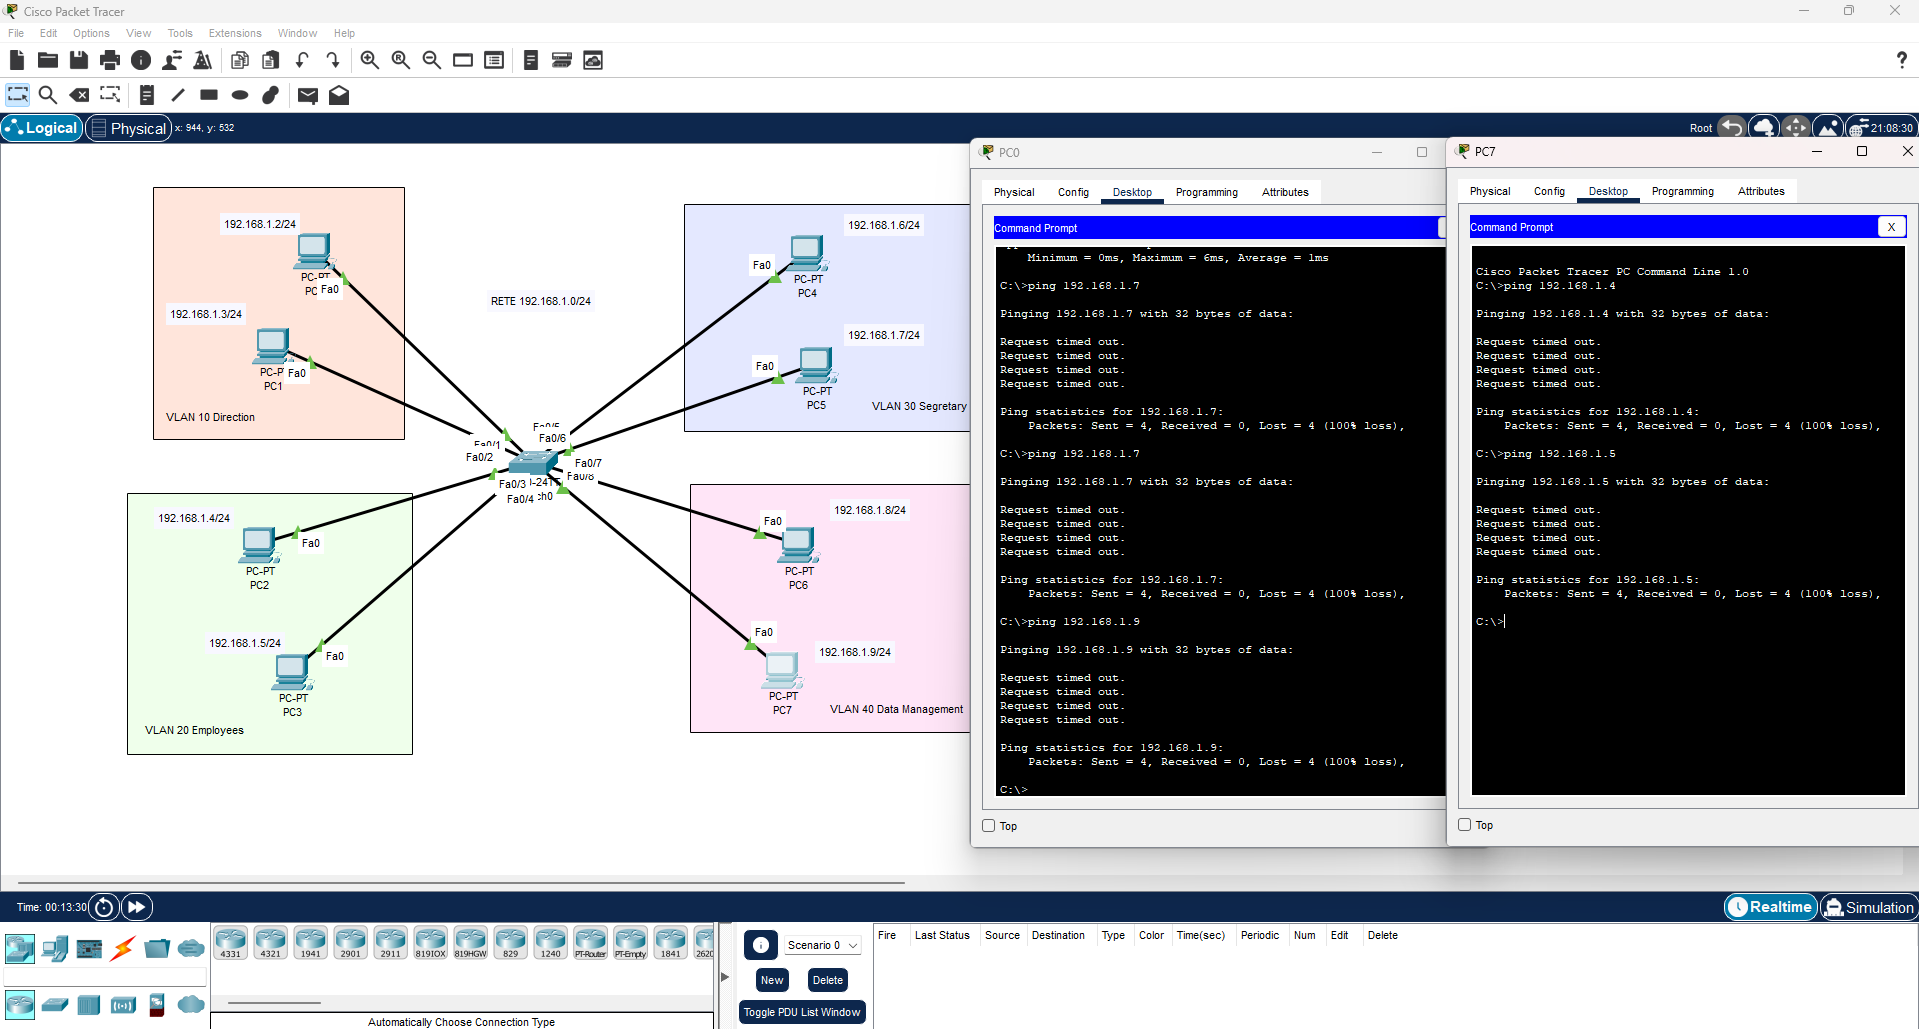 Cisco Packet Tracer
File Edit Options View Tools Extensions Window Help
Logical Physical x: 944, y: 532
Root 21:08:30
192.168.1.2/24
PC-PT
PC
Fa0
192.168.1.3/24
PC-P
PC1
Fa0
VLAN 10 Direction
RETE 192.168.1.0/24
192.168.1.6/24
Fa0
PC-PT
PC4
192.168.1.7/24
Fa0
PC-PT
PC5
VLAN 30 Segretary
Fa0/5
Fa0/6
Fa0/1
Fa0/2
Fa0/7
Fa0/8
Fa0/3
Fa0/4
192.168.1.4/24
Fa0
PC-PT
PC2
192.168.1.5/24
Fa0
PC-PT
PC3
VLAN 20 Employees
192.168.1.8/24
Fa0
PC-PT
PC6
Fa0
192.168.1.9/24
PC-PT
PC7
VLAN 40 Data Management
PC0
Physical Config Desktop Programming Attributes
Command Prompt
Minimum = 0ms, Maximum = 6ms, Average = 1ms
C:\>ping 192.168.1.7
Pinging 192.168.1.7 with 32 bytes of data:
Request timed out.
Request timed out.
Request timed out.
Request timed out.
Ping statistics for 192.168.1.7:
Packets: Sent = 4, Received = 0, Lost = 4 (100% loss),
C:\>ping 192.168.1.7
Pinging 192.168.1.7 with 32 bytes of data:
Request timed out.
Request timed out.
Request timed out.
Request timed out.
Ping statistics for 192.168.1.7:
Packets: Sent = 4, Received = 0, Lost = 4 (100% loss),
C:\>ping 192.168.1.9
Pinging 192.168.1.9 with 32 bytes of data:
Request timed out.
Request timed out.
Request timed out.
Request timed out.
Ping statistics for 192.168.1.9:
Packets: Sent = 4, Received = 0, Lost = 4 (100% loss),
C:\>
Top
PC7
Physical Config Desktop Programming Attributes
Command Prompt X
Cisco Packet Tracer PC Command Line 1.0
C:\>ping 192.168.1.4
Pinging 192.168.1.4 with 32 bytes of data:
Request timed out.
Request timed out.
Request timed out.
Request timed out.
Ping statistics for 192.168.1.4:
Packets: Sent = 4, Received = 0, Lost = 4 (100% loss),
C:\>ping 192.168.1.5
Pinging 192.168.1.5 with 32 bytes of data:
Request timed out.
Request timed out.
Request timed out.
Request timed out.
Ping statistics for 192.168.1.5:
Packets: Sent = 4, Received = 0, Lost = 4 (100% loss),
C:\>
Top
Time: 00:13:30
Realtime Simulation
4331 4321 1941 2901 2911 819IOX 819HGW 829 1240 PT-Router PT-Empty 1841 2620
Automatically Choose Connection Type
Scenario 0
New Delete
Toggle PDU List Window
Fire Last Status Source Destination Type Color Time(sec) Periodic Num Edit Delete